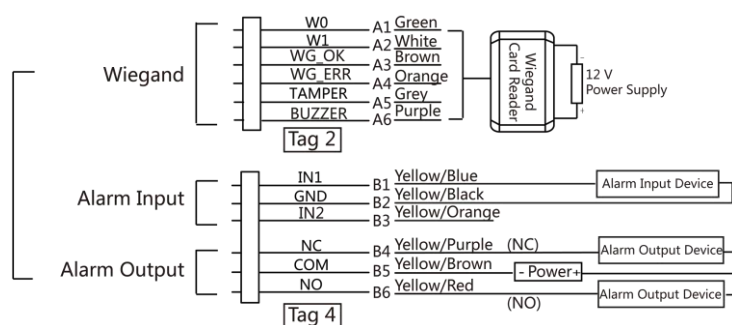 Wiegand
W0 A1 Green
W1 A2 White
WG_OK A3 Brown
WG_ERR A4 Orange
TAMPER A5 Grey
BUZZER A6 Purple
Tag 2
Wiegand
Card Reader
-
12 V
Power Supply
+
Alarm Input
IN1 B1 Yellow/Blue Alarm Input Device
GND B2 Yellow/Black
IN2 B3 Yellow/Orange
Alarm Output
NC B4 Yellow/Purple (NC) Alarm Output Device
COM B5 Yellow/Brown - Power+
NO B6 Yellow/Red (NO) Alarm Output Device
Tag 4